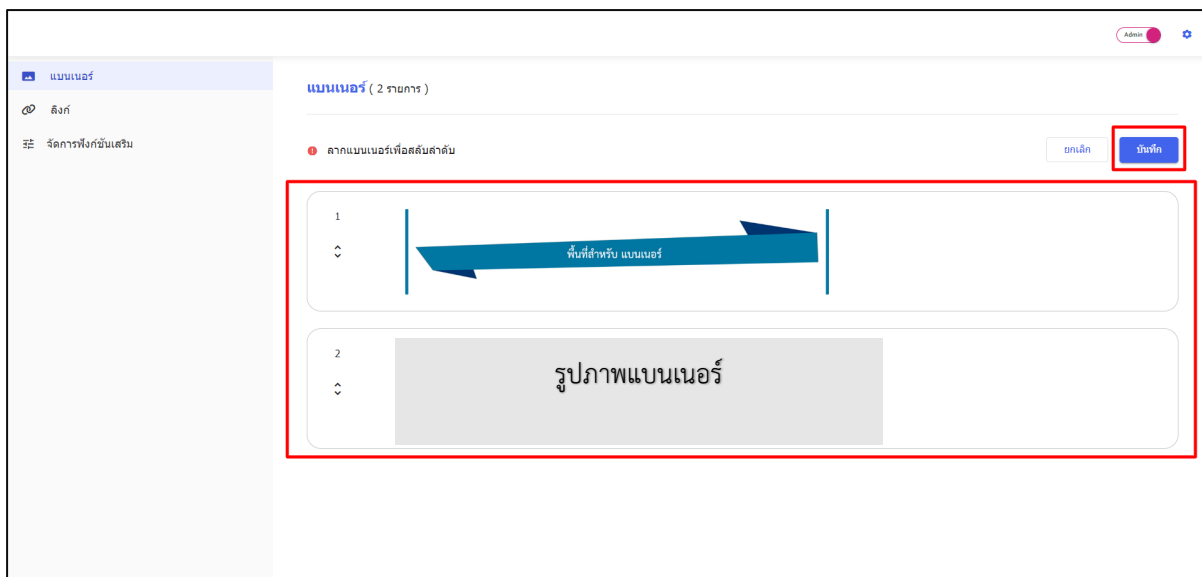 Admin
แบนเนอร์
ลิงก์
จัดการฟังก์ชันเสริม
แบนเนอร์ ( 2 รายการ )
ลากแบนเนอร์เพื่อสลับลำดับ
ยกเลิก
บันทึก
1
พื้นที่สำหรับ แบนเนอร์
2
รูปภาพแบนเนอร์